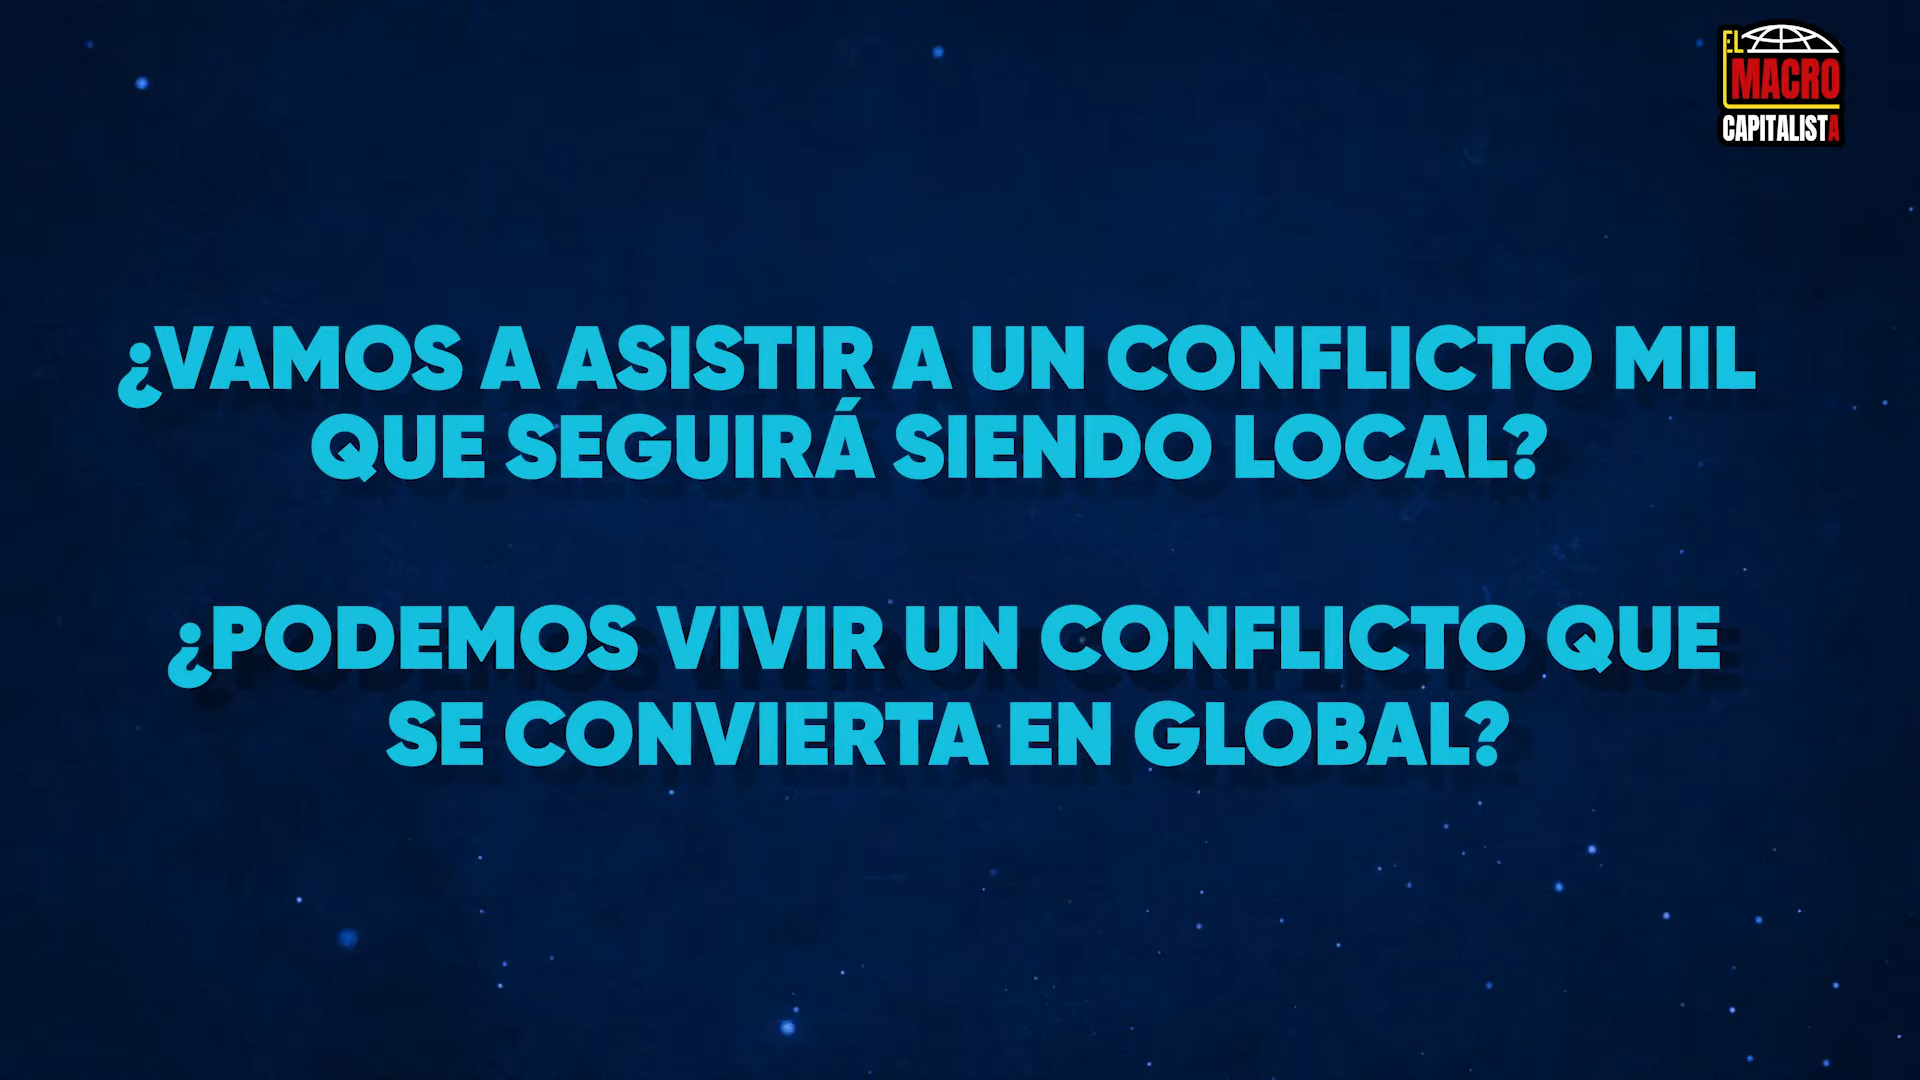 EL
MACRO
CAPITALISTA
¿VAMOS A ASISTIR A UN CONFLICTO MIL
QUE SEGUIRÁ SIENDO LOCAL?
¿PODEMOS VIVIR UN CONFLICTO QUE
SE CONVIERTA EN GLOBAL?